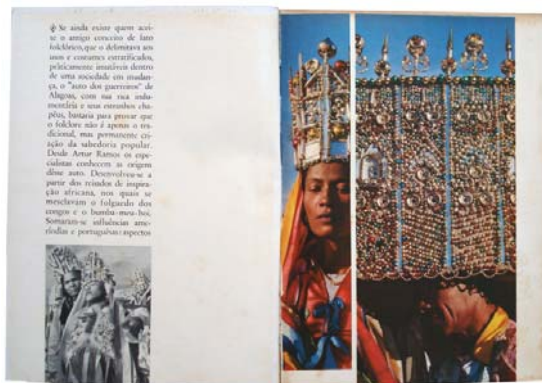 Se ainda existe quem acei-
te o antigo conceito de fato
folclórico, que o delimitava aos
usos e costumes estratificados,
pràticamente imutáveis dentro
de uma sociedade em mudan-
ça, o "auto dos guerreiros" de
Alagoas, com sua rica indu-
mentária e seus estranhos cha-
péus, bastaria para provar que
o folclore não é apenas o tra-
dicional, mas permanente cri-
ação da sabedoria popular.
Desde Artur Ramos os espe-
cialistas conhecem as origens
dêsse auto. Desenvolveu-se a
partir dos reisados de inspira-
ção africana, nos quais se
mesclavam o folguedo dos
congos e o bumba-meu-boi.
Somaram-se influências ame-
ríndias e portuguêsas: aspectos